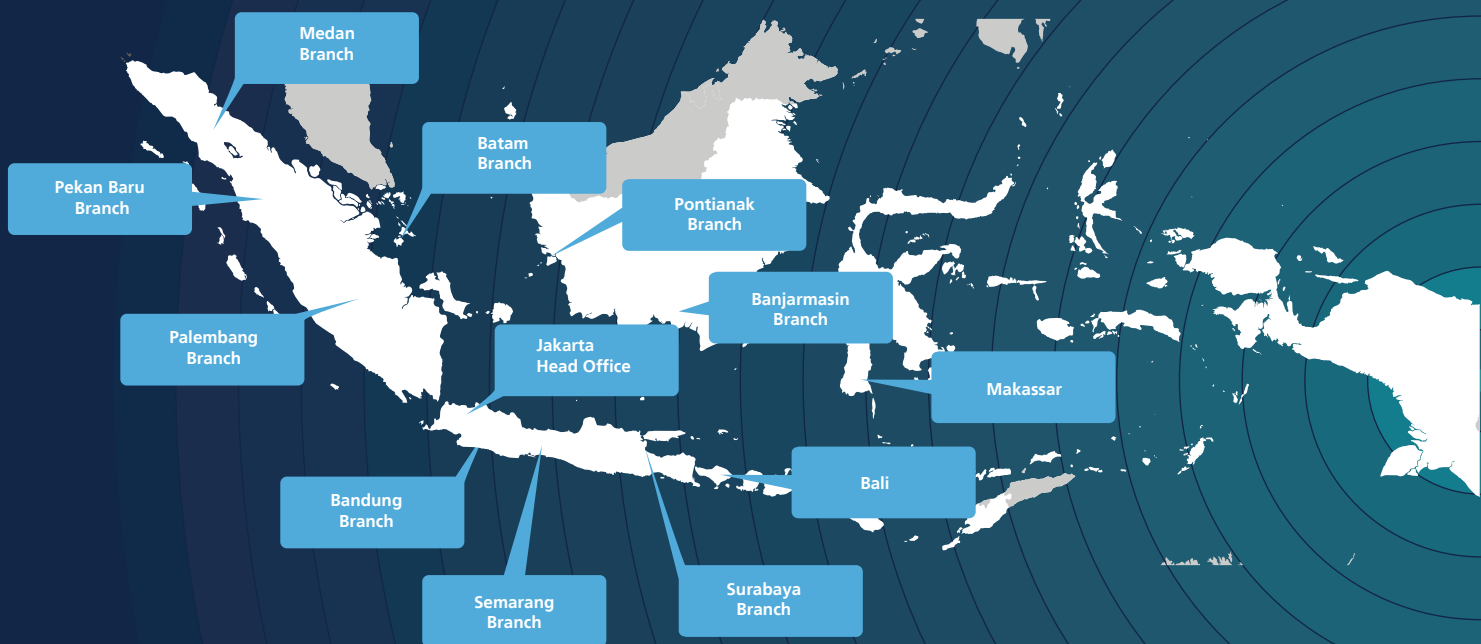 Medan
Branch
Batam
Branch
Pekan Baru
Branch
Pontianak
Branch
Banjarmasin
Branch
Palembang
Branch
Jakarta
Head Office
Makassar
Bali
Bandung
Branch
Semarang
Branch
Surabaya
Branch